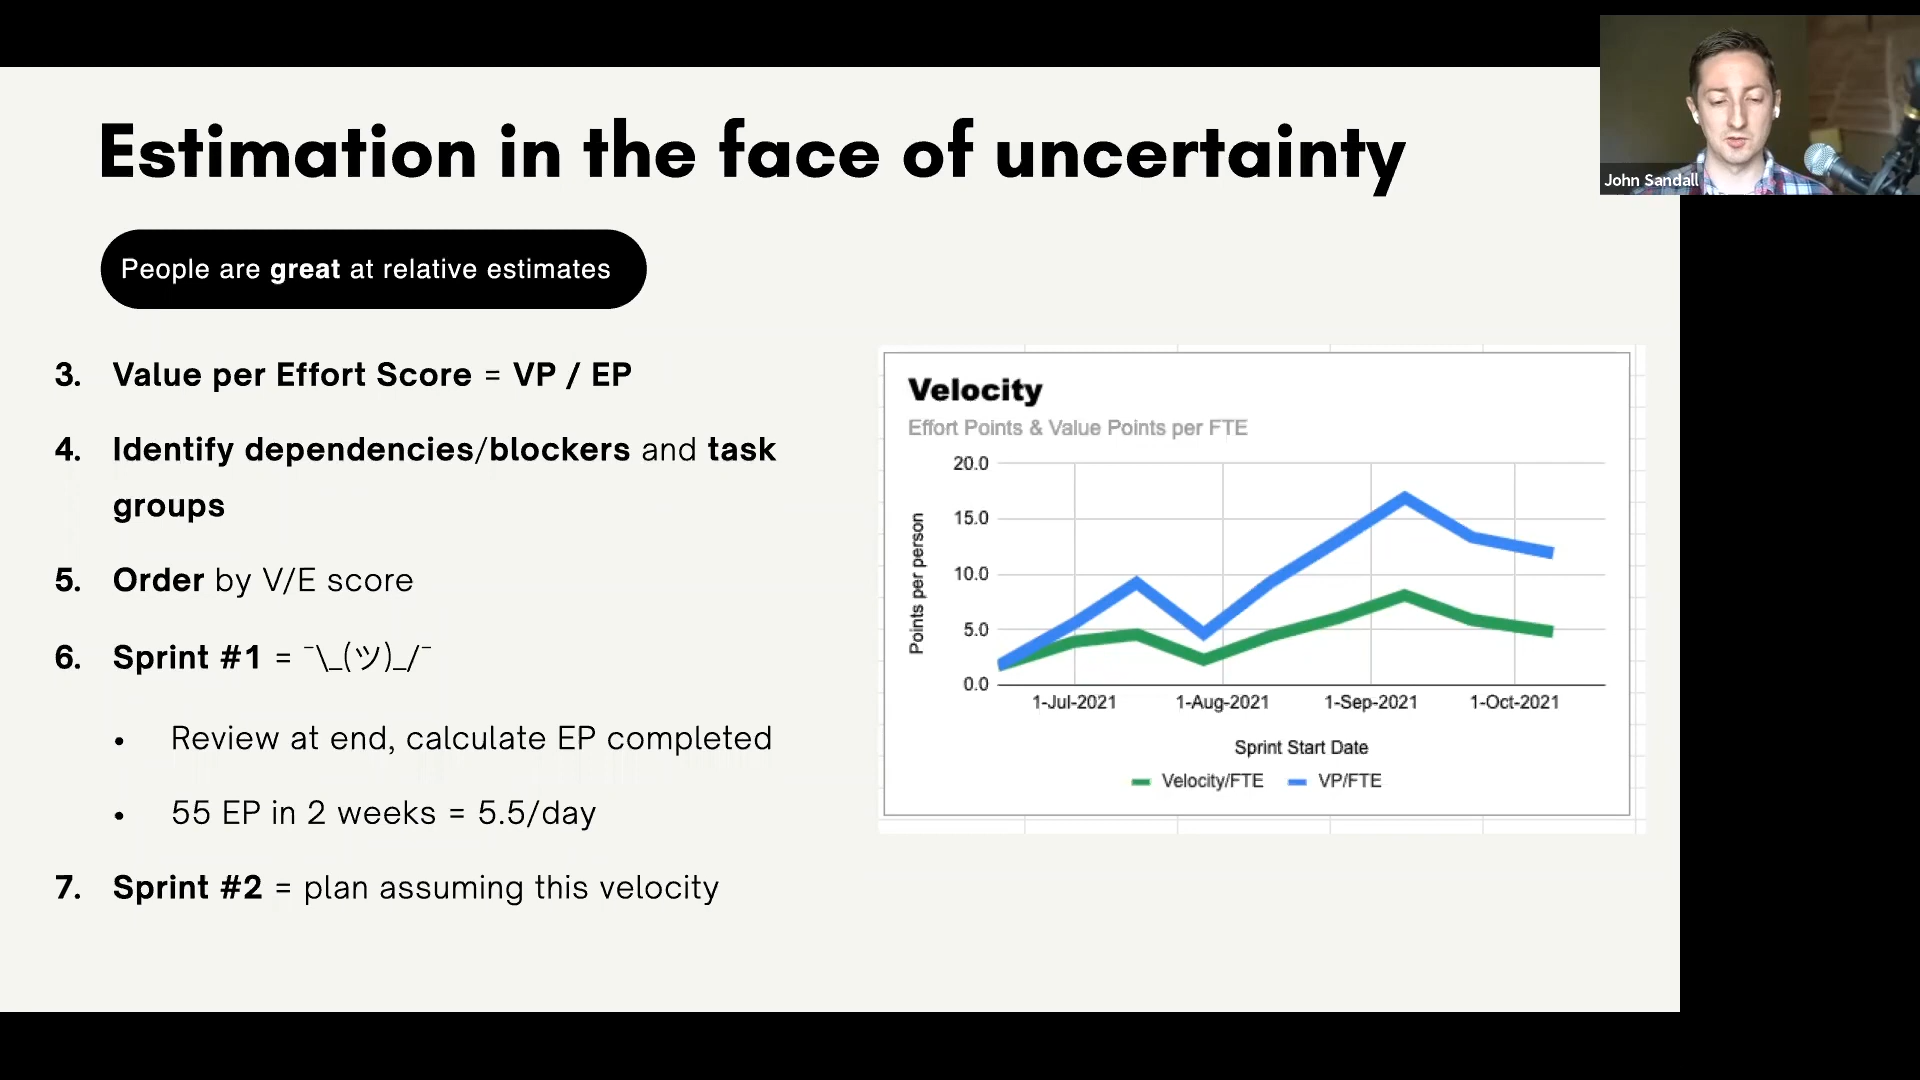 Estimation in the face of uncertainty
John Sandall
People are great at relative estimates
3. Value per Effort Score = VP / EP
4. Identify dependencies/blockers and task
groups
5. Order by V/E score
6. Sprint #1 = ¯\_(ツ)_/¯
• Review at end, calculate EP completed
• 55 EP in 2 weeks = 5.5/day
7. Sprint #2 = plan assuming this velocity
Velocity
Effort Points & Value Points per FTE
Points per person
20.0
15.0
10.0
5.0
0.0
1-Jul-2021 1-Aug-2021 1-Sep-2021 1-Oct-2021
Sprint Start Date
Velocity/FTE VP/FTE